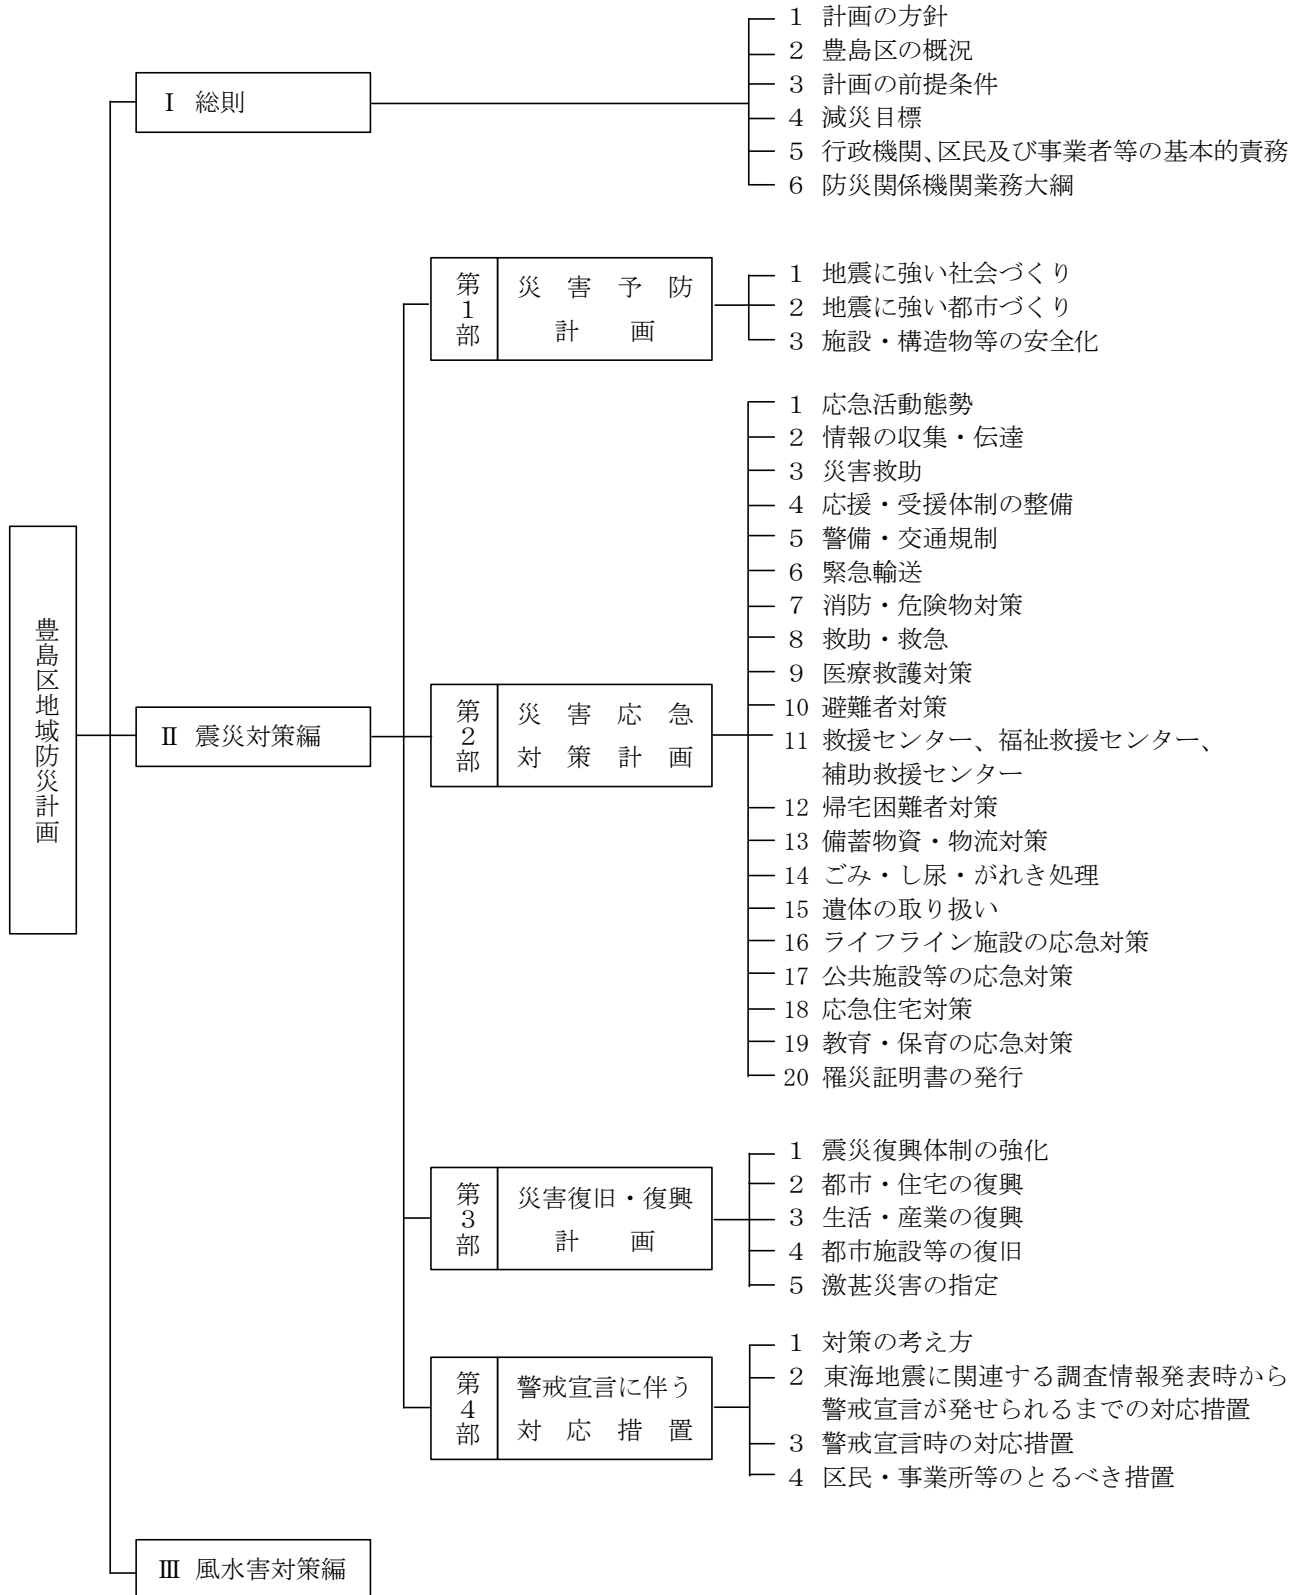 豊島区地域防災計画
Ⅰ 総則
1 計画の方針
2 豊島区の概況
3 計画の前提条件
4 減災目標
5 行政機関、区民及び事業者等の基本的責務
6 防災関係機関業務大綱
Ⅱ 震災対策編
第1部
災害予防
計画
1 地震に強い社会づくり
2 地震に強い都市づくり
3 施設・構造物等の安全化
第2部
災害応急
対策計画
1 応急活動態勢
2 情報の収集・伝達
3 災害救助
4 応援・受援体制の整備
5 警備・交通規制
6 緊急輸送
7 消防・危険物対策
8 救助・救急
9 医療救護対策
10 避難者対策
11 救援センター、福祉救援センター、
補助救援センター
12 帰宅困難者対策
13 備蓄物資・物流対策
14 ごみ・し尿・がれき処理
15 遺体の取り扱い
16 ライフライン施設の応急対策
17 公共施設等の応急対策
18 応急住宅対策
19 教育・保育の応急対策
20 罹災証明書の発行
第3部
災害復旧・復興
計画
1 震災復興体制の強化
2 都市・住宅の復興
3 生活・産業の復興
4 都市施設等の復旧
5 激甚災害の指定
第4部
警戒宣言に伴う
対応措置
1 対策の考え方
2 東海地震に関連する調査情報発表時から
警戒宣言が発せられるまでの対応措置
3 警戒宣言時の対応措置
4 区民・事業所等のとるべき措置
Ⅲ 風水害対策編